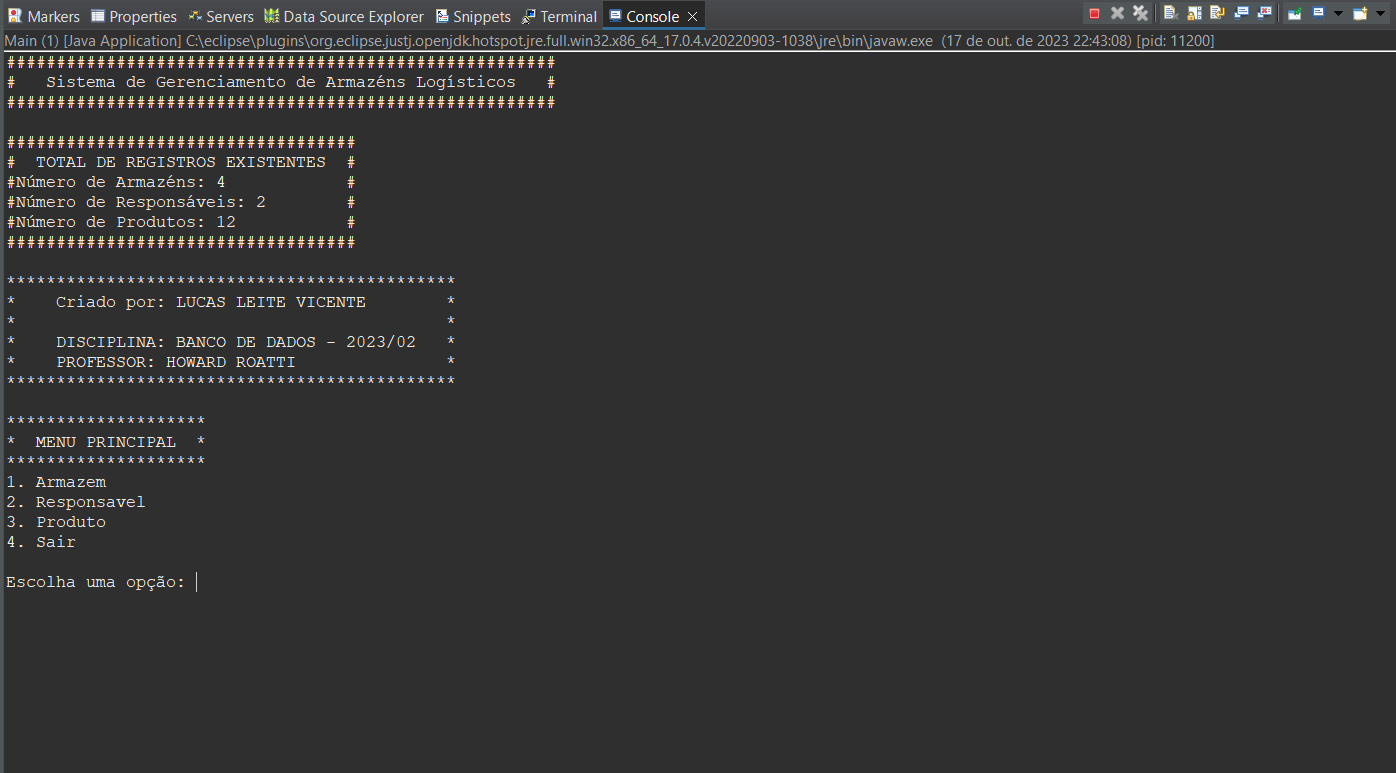 Markers Properties Servers Data Source Explorer Snippets Terminal Console
Main (1) [Java Application] C:\eclipse\plugins\org.eclipse.justj.openjdk.hotspot.jre.full.win32.x86_64_17.0.4.v20220903-1038\jre\bin\javaw.exe (17 de out. de 2023 22:43:08) [pid: 11200]
#######################################################
#   Sistema de Gerenciamento de Armazéns Logísticos   #
#######################################################

###################################
#  TOTAL DE REGISTROS EXISTENTES  #
#Número de Armazéns: 4            #
#Número de Responsáveis: 2        #
#Número de Produtos: 12           #
###################################

*********************************************
*    Criado por: LUCAS LEITE VICENTE        *
*                                           *
*    DISCIPLINA: BANCO DE DADOS - 2023/02   *
*    PROFESSOR: HOWARD ROATTI               *
*********************************************

********************
*  MENU PRINCIPAL  *
********************
1. Armazem
2. Responsavel
3. Produto
4. Sair

Escolha uma opção: